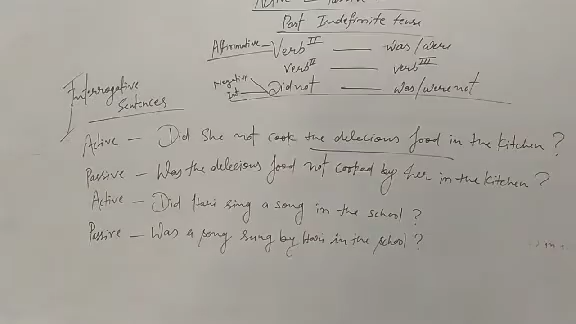 Past Indefinite tense
Affirmative - Verb II — was/were
verb II — verb III
Negative & Int. Did not — was/were not
Interrogative
Sentences
Active - Did She not cook the delecious food in the kitchen ?
Passive - Was the delecious food not cooked by her in the kitchen ?
Active - Did Hari sing a song in the school ?
Passive - Was a song sung by Hari in the school ?